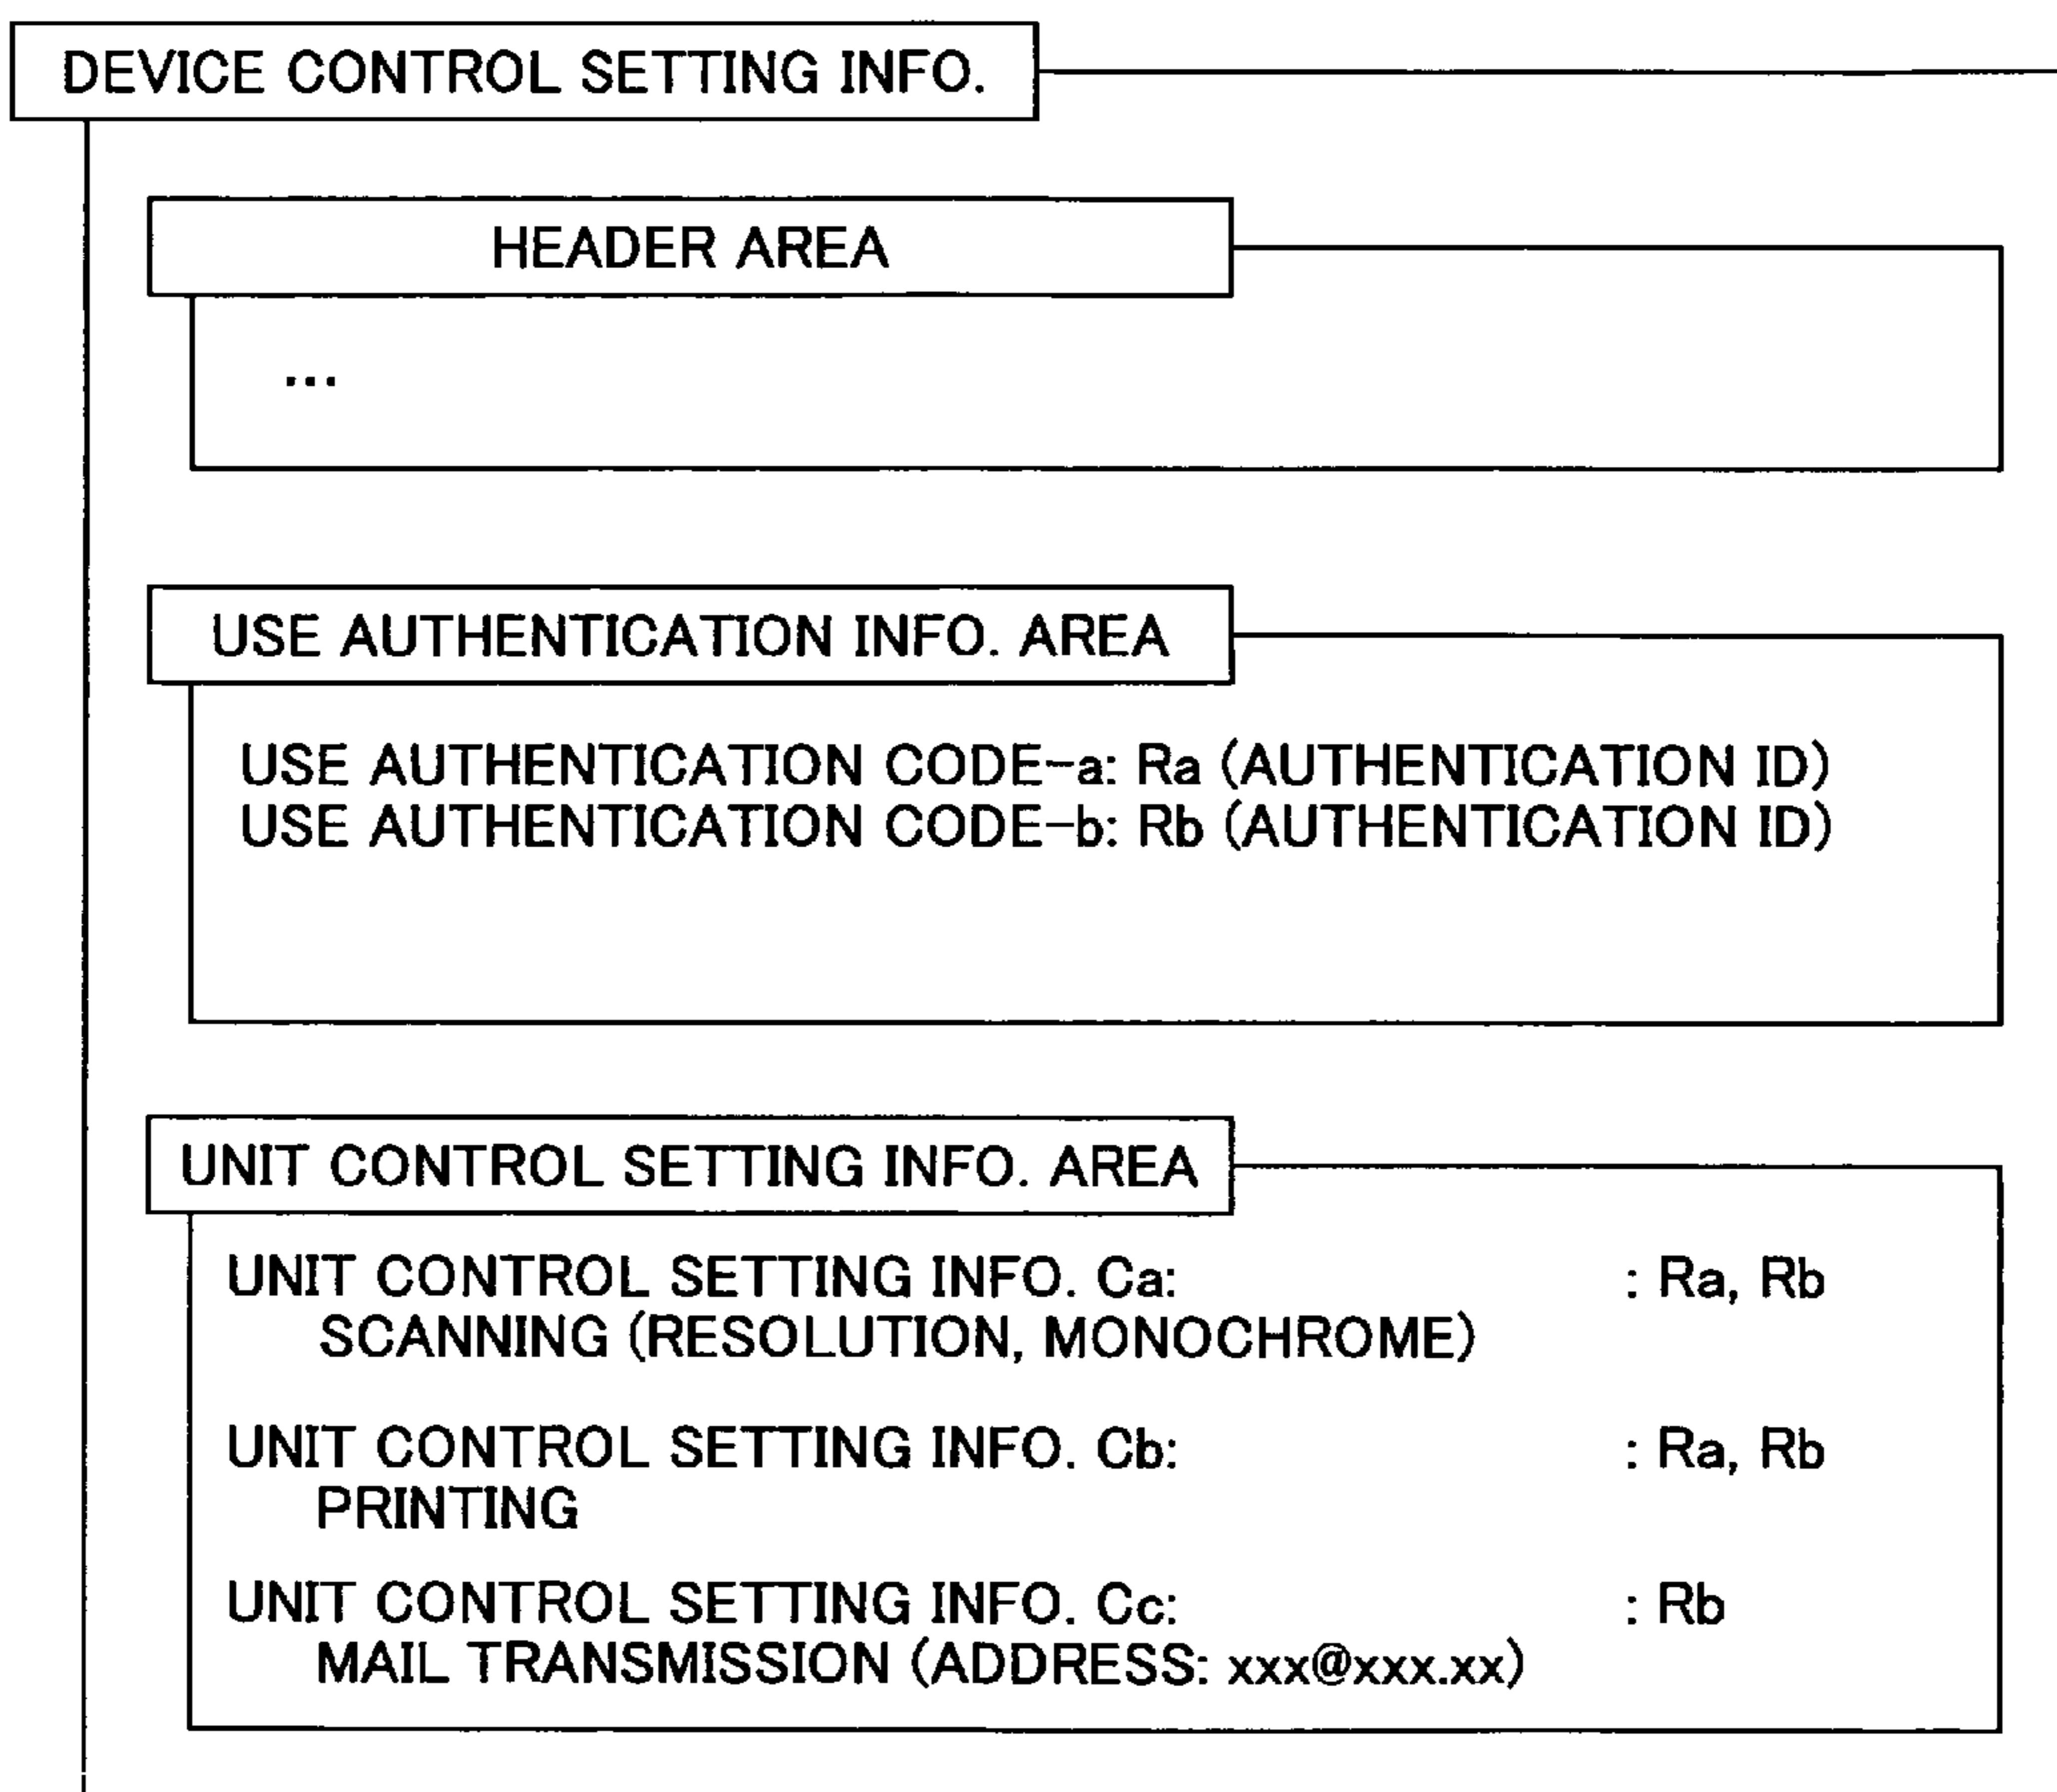 DEVICE CONTROL SETTING INFO.
HEADER AREA
...
USE AUTHENTICATION INFO. AREA
USE AUTHENTICATION CODE-a: Ra (AUTHENTICATION ID)
USE AUTHENTICATION CODE-b: Rb (AUTHENTICATION ID)
UNIT CONTROL SETTING INFO. AREA
UNIT CONTROL SETTING INFO. Ca: : Ra, Rb
SCANNING (RESOLUTION, MONOCHROME)
UNIT CONTROL SETTING INFO. Cb: : Ra, Rb
PRINTING
UNIT CONTROL SETTING INFO. Cc: : Rb
MAIL TRANSMISSION (ADDRESS: xxx@xxx.xx)